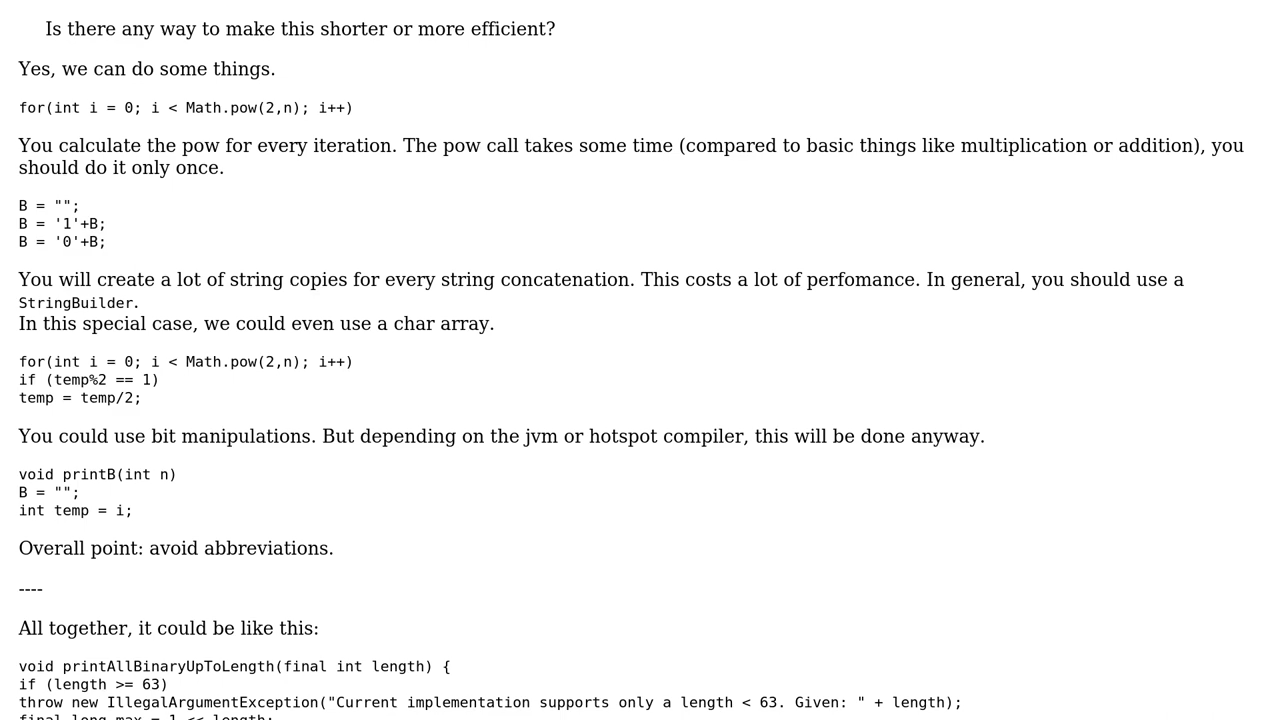 Is there any way to make this shorter or more efficient?
Yes, we can do some things.
for(int i = 0; i < Math.pow(2,n); i++)
You calculate the pow for every iteration. The pow call takes some time (compared to basic things like multiplication or addition), you
should do it only once.
B = "";
B = '1'+B;
B = '0'+B;
You will create a lot of string copies for every string concatenation. This costs a lot of perfomance. In general, you should use a
StringBuilder.
In this special case, we could even use a char array.
for(int i = 0; i < Math.pow(2,n); i++)
if (temp%2 == 1)
temp = temp/2;
You could use bit manipulations. But depending on the jvm or hotspot compiler, this will be done anyway.
void printB(int n)
B = "";
int temp = i;
Overall point: avoid abbreviations.
----
All together, it could be like this:
void printAllBinaryUpToLength(final int length) {
if (length >= 63)
throw new IllegalArgumentException("Current implementation supports only a length < 63. Given: " + length);
final long max = 1 << length;